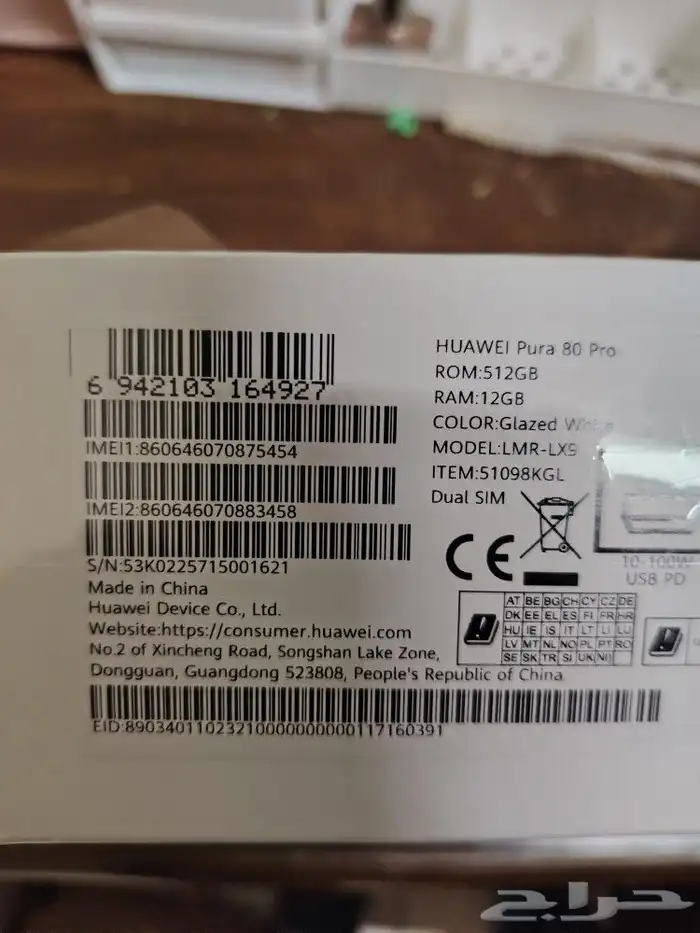 6 942103 164927
IMEI1:860646070875454
IMEI2:860646070883458
S/N:53K0225715001621
Made in China
Huawei Device Co., Ltd.
Website:https://consumer.huawei.com
No.2 of Xincheng Road, Songshan Lake Zone,
Dongguan, Guangdong 523808, People's Republic of China
EID:89034011023210000000000117160391
HUAWEI Pura 80 Pro
ROM:512GB
RAM:12GB
COLOR:Glazed
MODEL:LMR-LX9
ITEM:51098KGL
Dual SIM
CE
10-100W
USB PD
AT BE BG CH CY CZ DE
DK EE EL ES FI FR HR
HU IE IS IT LT LI LU
LV MT NL NO PL PT RO
SE SK TR SI UK(NI)
حراج